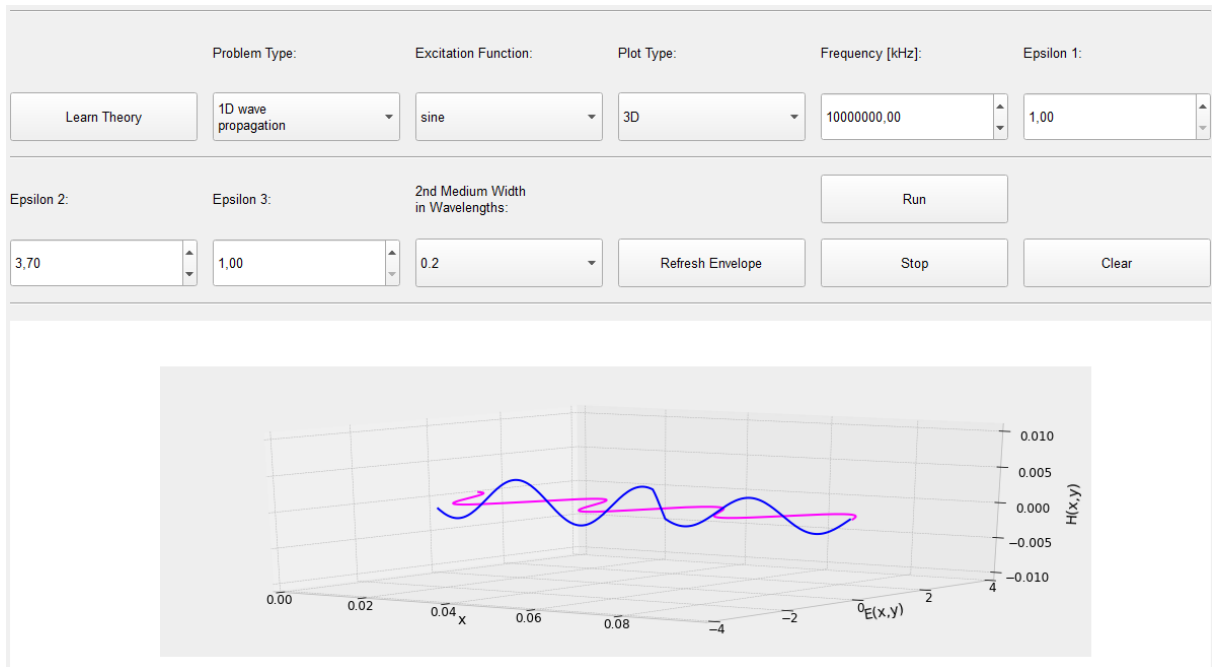 Problem Type:
Excitation Function:
Plot Type:
Frequency [kHz]:
Epsilon 1:
Learn Theory
1D wave
propagation
sine
3D
10000000,00
1,00
Epsilon 2:
Epsilon 3:
2nd Medium Width
in Wavelengths:
Run
3,70
1,00
0.2
Refresh Envelope
Stop
Clear
0.010
0.005
0.000
−0.005
−0.010
H(x,y)
0.00
0.02
0.04
0.06
0.08
x
−4
−2
0
2
4
E(x,y)